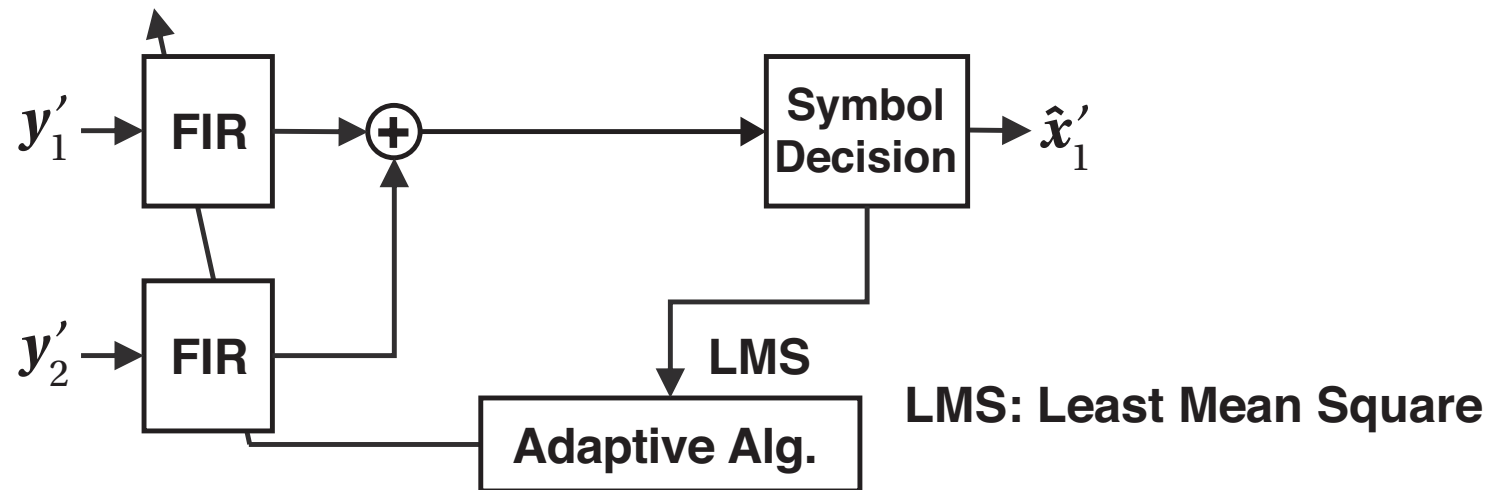 y′₁
FIR
+
Symbol
Decision
x̂′₁
y′₂
FIR
LMS
LMS: Least Mean Square
Adaptive Alg.